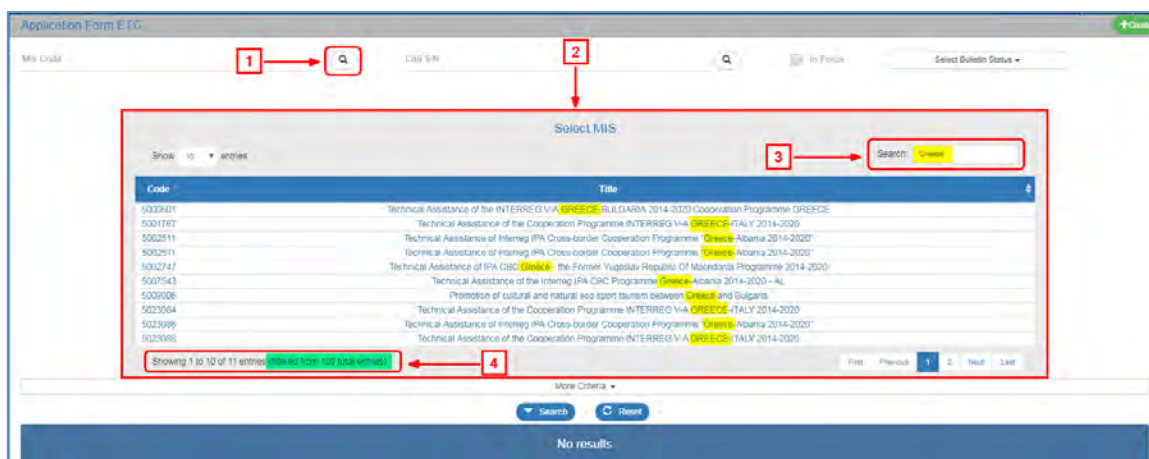 Application Form ETC
+Create
Mis Code
1
Call S/N
2
In Focus
Select Bulletin Status
Select MIS
Show 10 entries
3
Search: Greece
Code Title
5000501 Technical Assistance of the INTERREG V-A GREECE-BULGARIA 2014-2020 Cooperation Programme GREECE
5001767 Technical Assistance of the Cooperation Programme INTERREG V-A GREECE-ITALY 2014-2020
5002511 Technical Assistance of Interreg IPA Cross-border Cooperation Programme "Greece-Albania 2014-2020"
5002511 Technical Assistance of Interreg IPA Cross-border Cooperation Programme "Greece-Albania 2014-2020"
5002747 Technical Assistance of IPA CBC Greece - the Former Yugoslav Republic Of Macedonia Programme 2014-2020
5007543 Technical Assistance of the Interreg IPA CBC Programme Greece-Albania 2014-2020 - AL
5009006 Promotion of cultural and natural eco sport tourism between Greece and Bulgaria
5023084 Technical Assistance of the Cooperation Programme INTERREG V-A GREECE-ITALY 2014-2020
5023086 Technical Assistance of Interreg IPA Cross-border Cooperation Programme "Greece-Albania 2014-2020"
5023088 Technical Assistance of the Cooperation Programme INTERREG V-A GREECE-ITALY 2014-2020
Showing 1 to 10 of 11 entries (filtered from 102 total entries)
4
First Previous 1 2 Next Last
More Criteria
Search Reset
No results